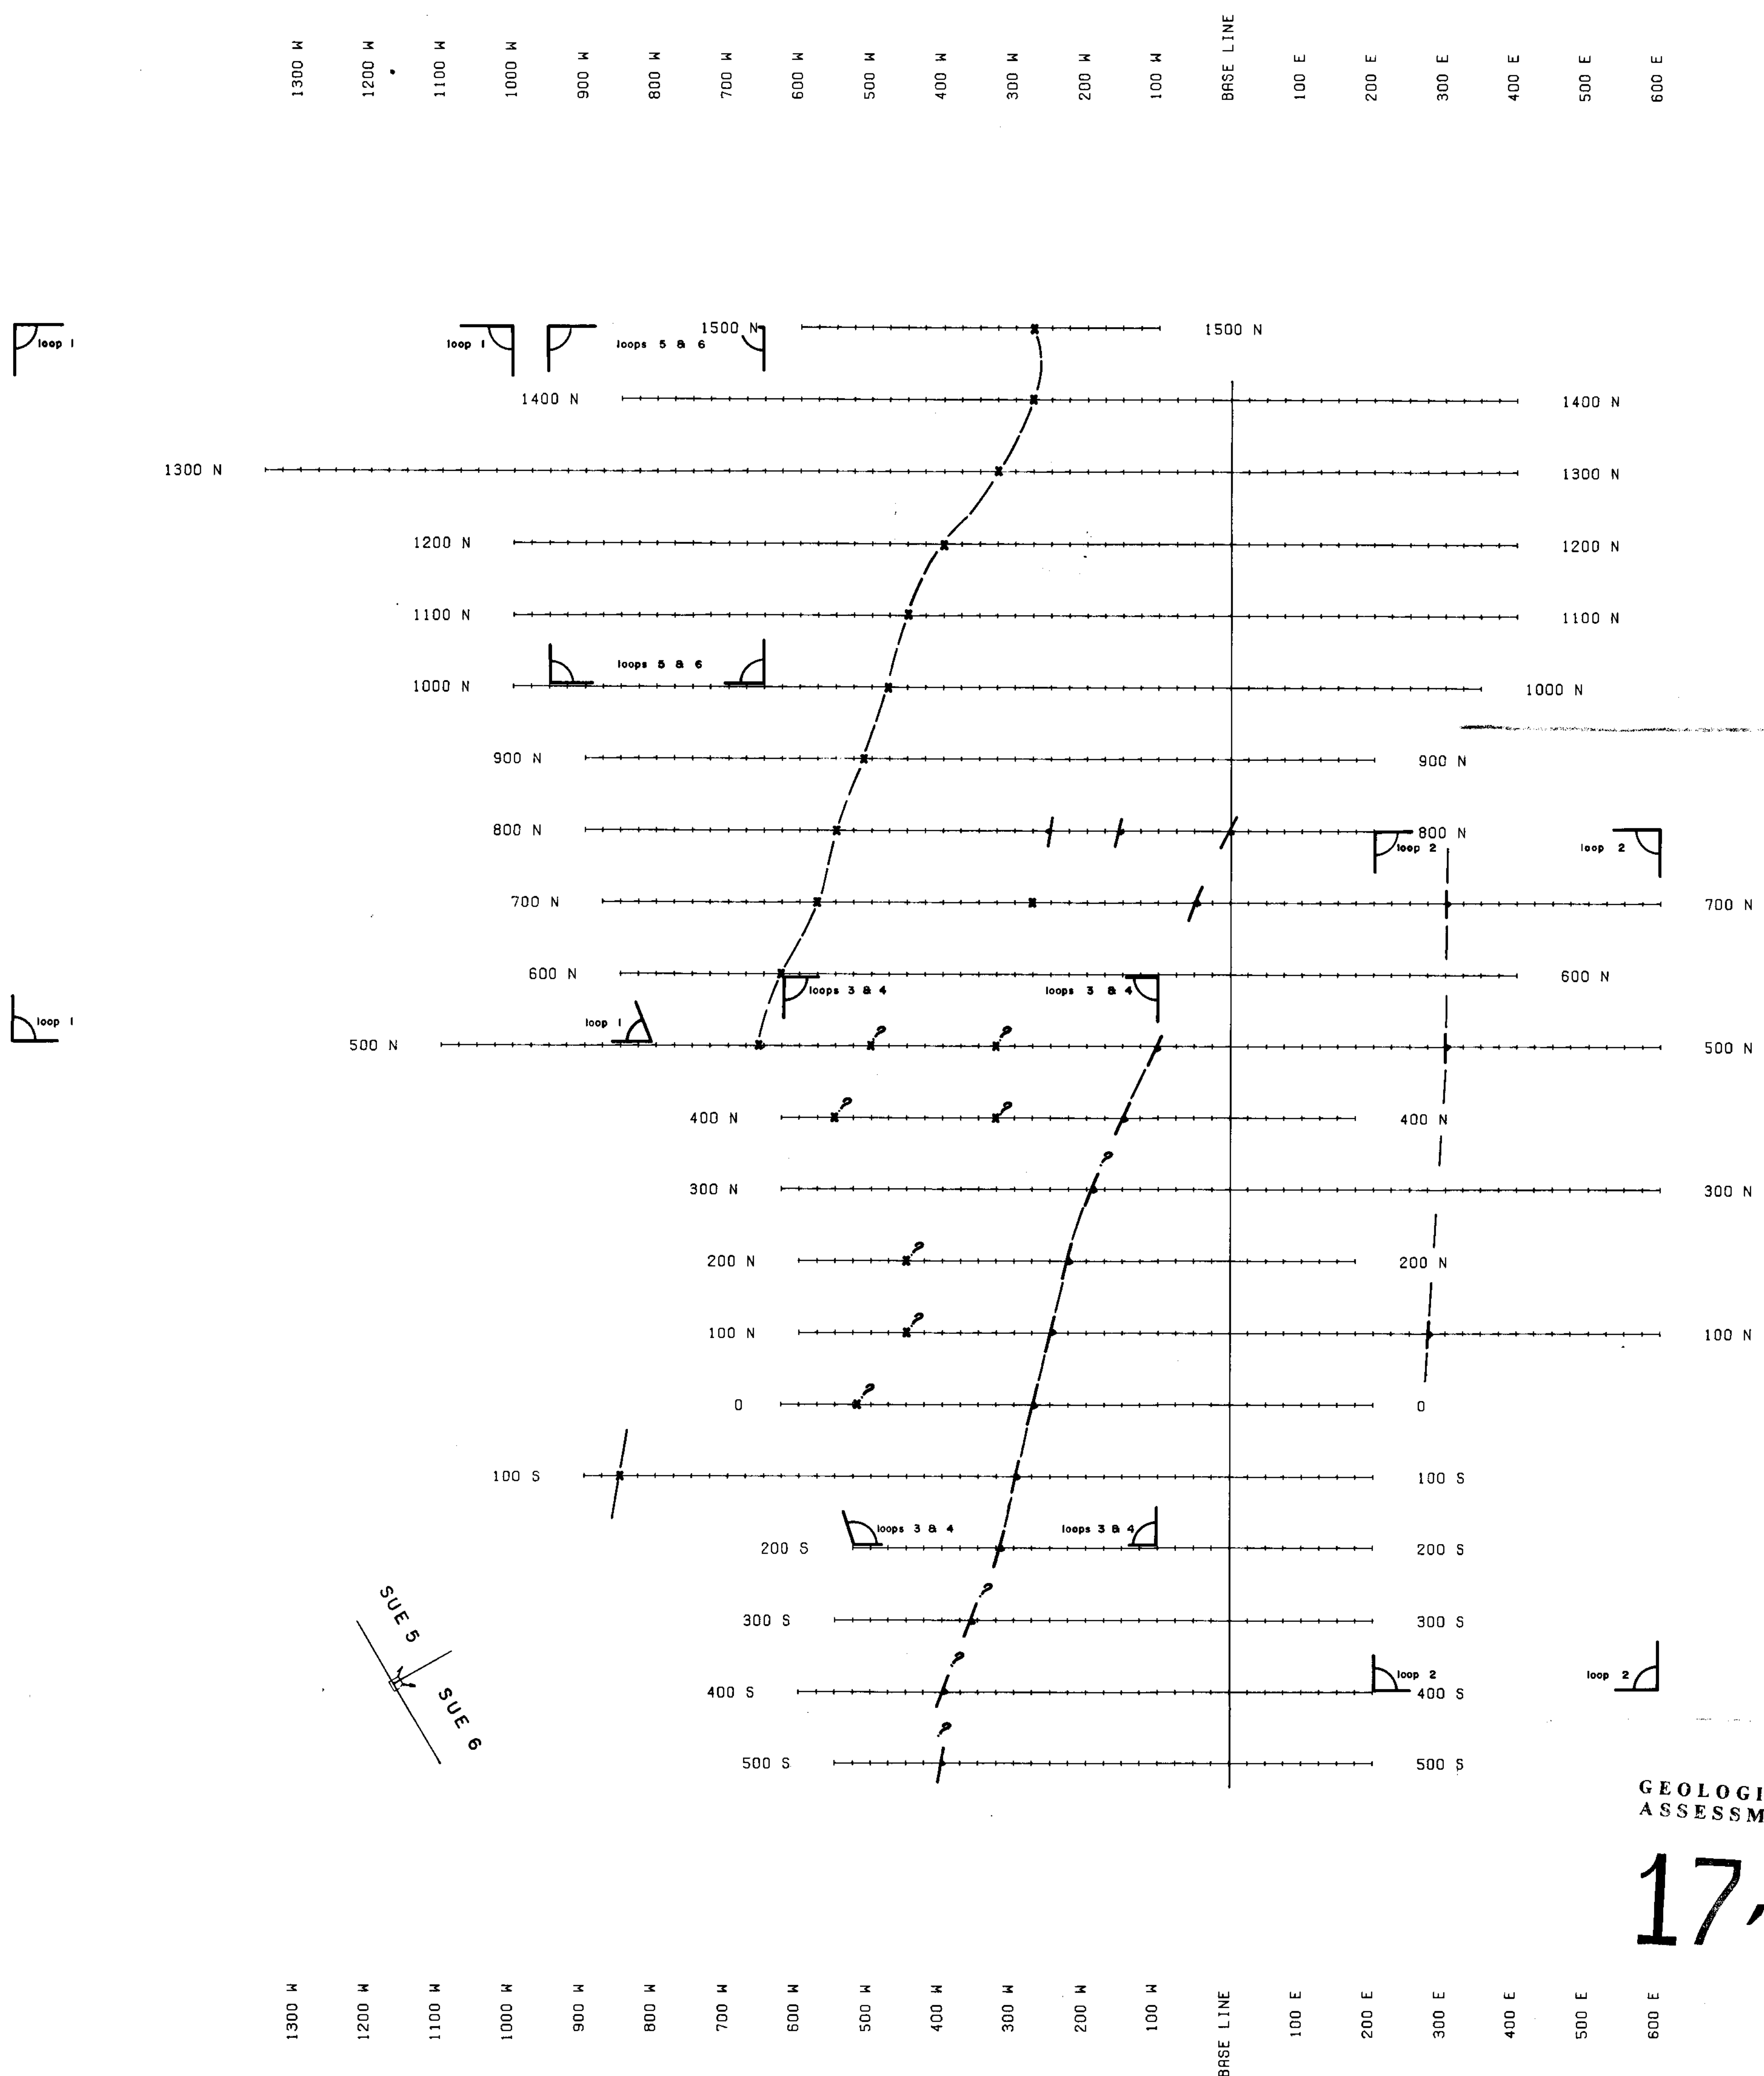 1300 W 1200 W 1100 W 1000 W 900 W 800 W 700 W 600 W 500 W 400 W 300 W 200 W 100 W BASE LINE 100 E 200 E 300 E 400 E 500 E 600 E
1500 N 1500 N
loop 1 loop 1 loops 5 & 6
1400 N 1400 N
1300 N 1300 N
1200 N 1200 N
1100 N 1100 N
loops 5 & 6
1000 N 1000 N
900 N 900 N
800 N 800 N
loop 2 loop 2
700 N 700 N
600 N 600 N
loops 3 & 4 loops 3 & 4
loop 1 loop 1
? ?
500 N 500 N
? ?
400 N 400 N
?
300 N 300 N
?
200 N 200 N
?
100 N 100 N
?
0 0
100 S 100 S
loops 3 & 4 loops 3 & 4
200 S 200 S
?
300 S 300 S
SUE 5
?
loop 2 loop 2
400 S 400 S
SUE 6
?
500 S 500 S
GEOLOGI
ASSESSM
17,
1300 W 1200 W 1100 W 1000 W 900 W 800 W 700 W 600 W 500 W 400 W 300 W 200 W 100 W BASE LINE 100 E 200 E 300 E 400 E 500 E 600 E